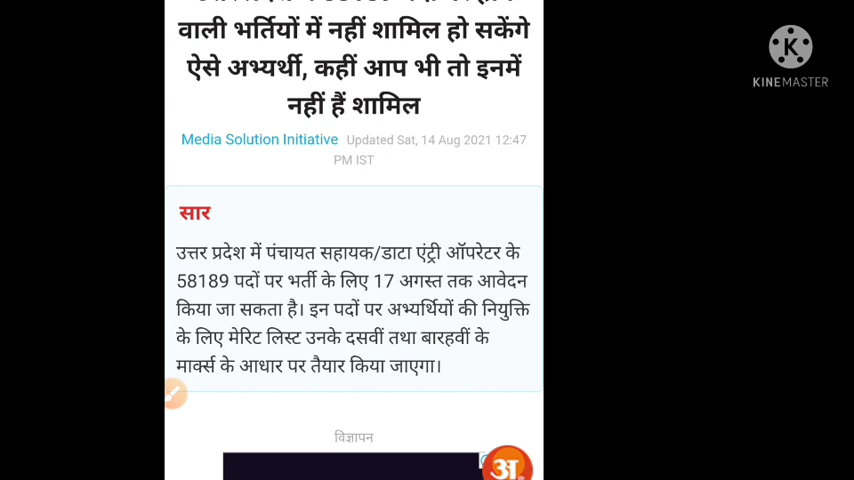 वाली भर्तियों में नहीं शामिल हो सकेंगे
ऐसे अभ्यर्थी, कहीं आप भी तो इनमें
नहीं हैं शामिल
Media Solution Initiative Updated Sat, 14 Aug 2021 12:47
PM IST
सार
उत्तर प्रदेश में पंचायत सहायक/डाटा एंट्री ऑपरेटर के
58189 पदों पर भर्ती के लिए 17 अगस्त तक आवेदन
किया जा सकता है। इन पदों पर अभ्यर्थियों की नियुक्ति
के लिए मेरिट लिस्ट उनके दसवीं तथा बारहवीं के
मार्क्स के आधार पर तैयार किया जाएगा।
विज्ञापन
अ
K
KINEMASTER